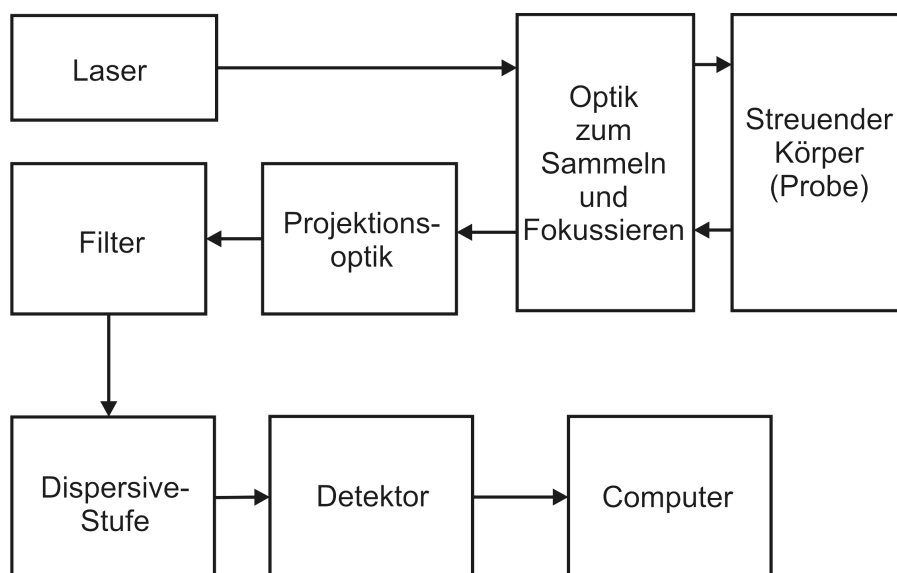 Laser
Optik
zum
Sammeln
und
Fokussieren
Streuender
Körper
(Probe)
Filter
Projektions-
optik
Dispersive-
Stufe
Detektor
Computer